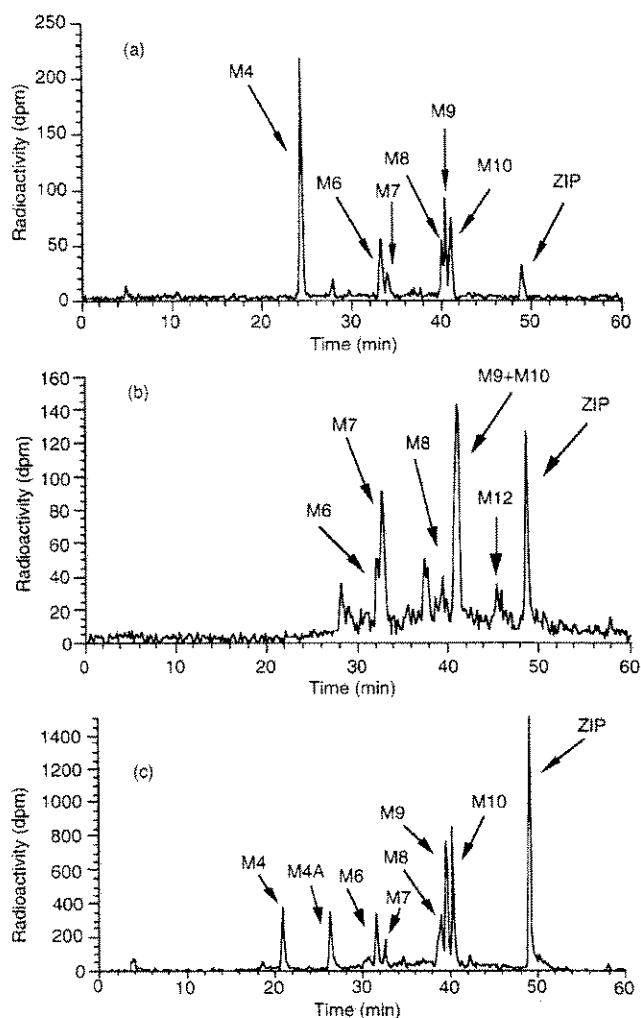 (a)
Radioactivity (dpm)
250
200
150
100
50
0
M4
M6
M7
M8
M9
M10
ZIP
0 10 20 30 40 50 60
Time (min)
(b)
Radioactivity (dpm)
160
140
120
100
80
60
40
20
0
M6
M7
M8
M9+M10
M12
ZIP
0 10 20 30 40 50 60
Time (min)
(c)
Radioactivity (dpm)
1400
1200
1000
800
600
400
200
0
M4
M4A
M6
M7
M8
M9
M10
ZIP
0 10 20 30 40 50 60
Time (min)